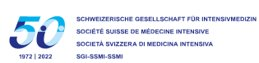 50
SCHWEIZERISCHE GESELLSCHAFT FÜR INTENSIVMEDIZIN
SOCIÉTÉ SUISSE DE MÉDECINE INTENSIVE
SOCIETÀ SVIZZERA DI MEDICINA INTENSIVA
1972 | 2022 SGI-SSMI-SSMI